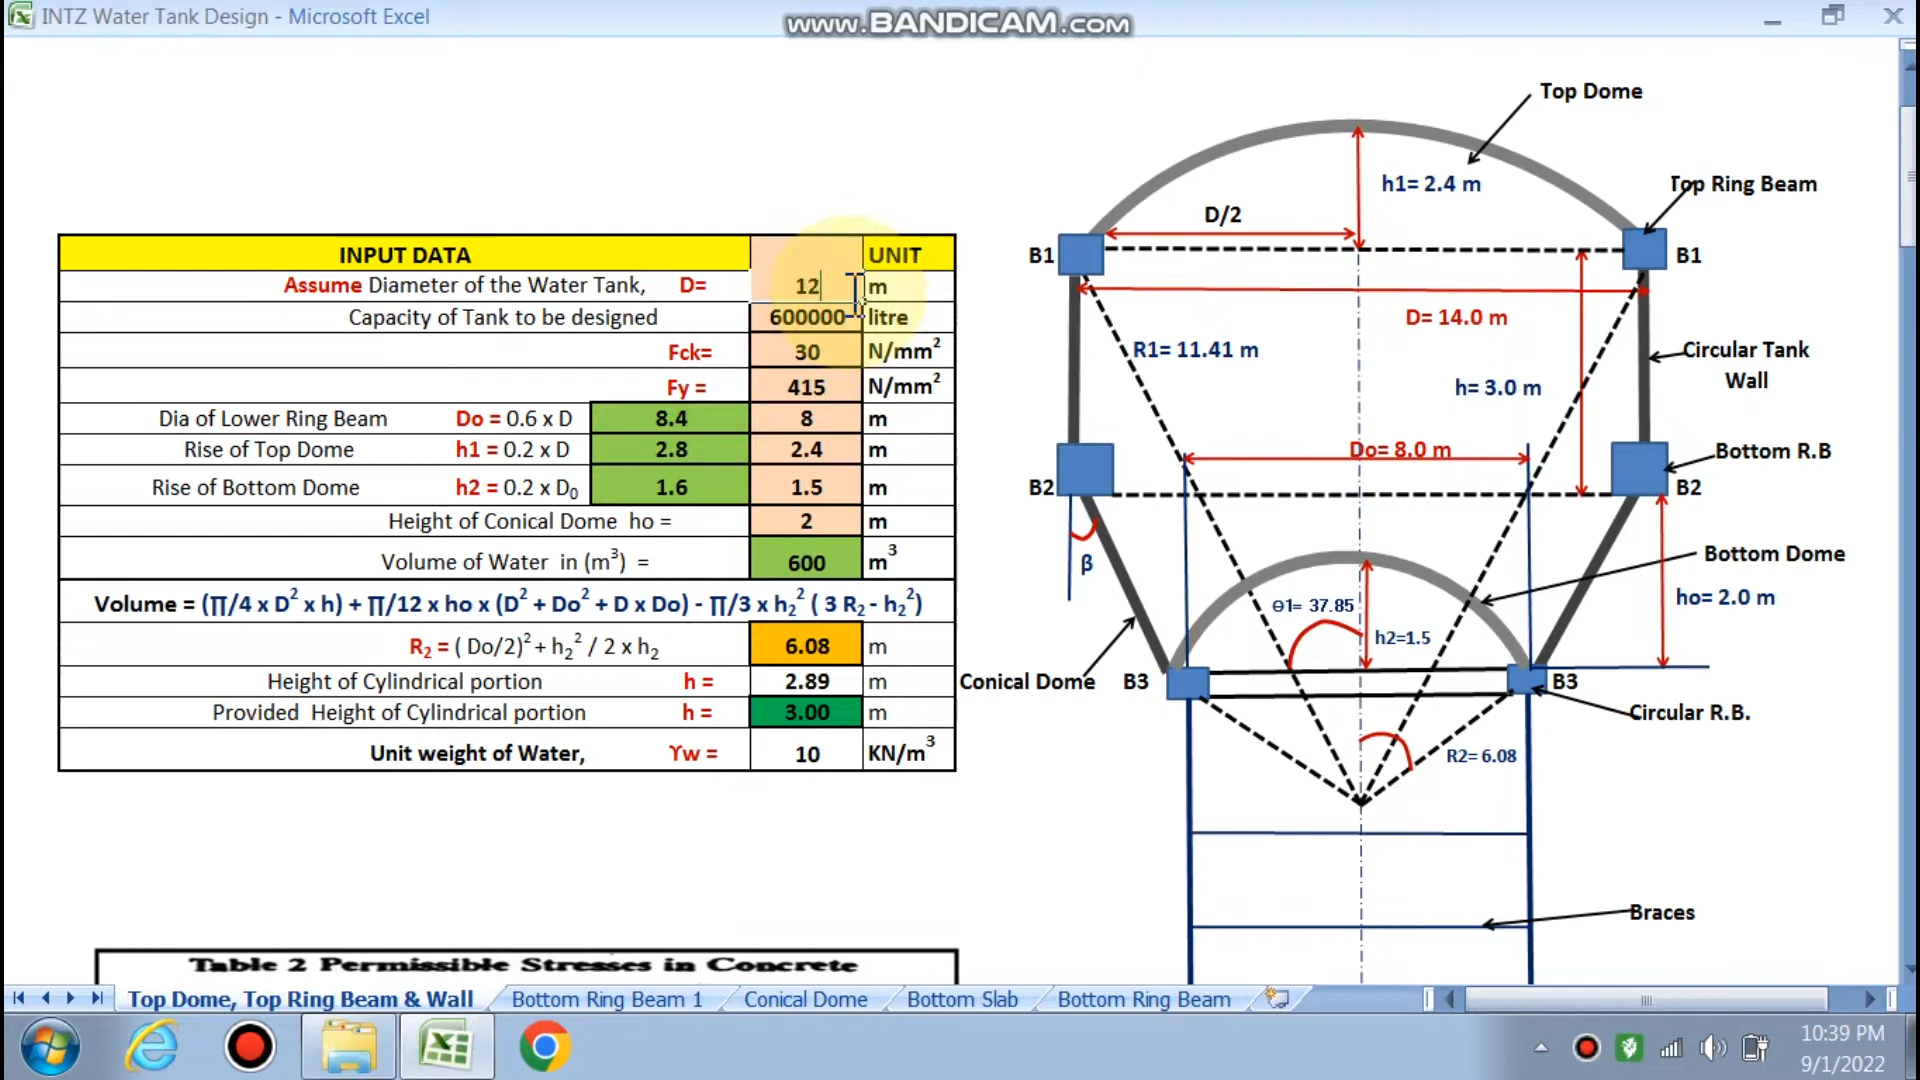 INTZ Water Tank Design - Microsoft Excel
www.BANDICAM.com
INPUT DATA UNIT
Assume Diameter of the Water Tank, D= 12 m
Capacity of Tank to be designed 600000 litre
Fck= 30 N/mm²
Fy = 415 N/mm²
Dia of Lower Ring Beam Do = 0.6 x D 8.4 8 m
Rise of Top Dome h1 = 0.2 x D 2.8 2.4 m
Rise of Bottom Dome h2 = 0.2 x D₀ 1.6 1.5 m
Height of Conical Dome ho = 2 m
Volume of Water in (m³) = 600 m³
Volume = (∏/4 x D² x h) + ∏/12 x ho x (D² + Do² + D x Do) - ∏/3 x h₂² ( 3 R₂ - h₂² )
R₂ = ( Do/2)² + h₂² / 2 x h₂ 6.08 m
Height of Cylindrical portion h = 2.89 m
Provided Height of Cylindrical portion h = 3.00 m
Unit weight of Water, ϒw = 10 KN/m³
Table 2 Permissible Stresses in Concrete
Top Dome
h1= 2.4 m
Top Ring Beam
D/2
B1
B1
D= 14.0 m
R1= 11.41 m
Circular Tank
Wall
h= 3.0 m
Do= 8.0 m
Bottom R.B
B2
B2
β
Bottom Dome
ɵ1= 37.85
ho= 2.0 m
h2=1.5
Conical Dome B3
B3
Circular R.B.
R2= 6.08
Braces
Top Dome, Top Ring Beam & Wall
Bottom Ring Beam 1
Conical Dome
Bottom Slab
Bottom Ring Beam
10:39 PM
9/1/2022